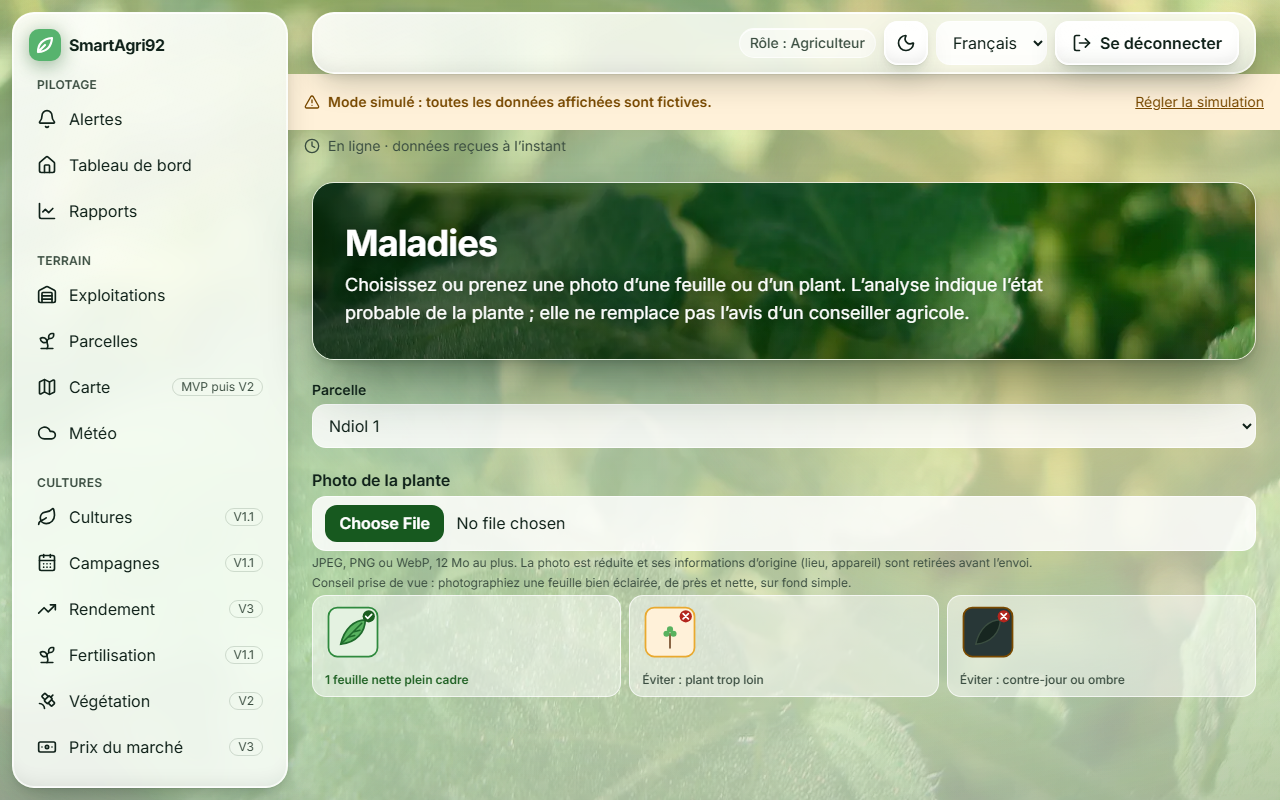 SmartAgri92
PILOTAGE
Alertes
Tableau de bord
Rapports
TERRAIN
Exploitations
Parcelles
Carte MVP puis V2
Météo
CULTURES
Cultures V1.1
Campagnes V1.1
Rendement V3
Fertilisation V1.1
Végétation V2
Prix du marché V3
Rôle : Agriculteur
Français
Se déconnecter
Mode simulé : toutes les données affichées sont fictives.
Régler la simulation
En ligne · données reçues à l’instant
Maladies
Choisissez ou prenez une photo d’une feuille ou d’un plant. L’analyse indique l’état
probable de la plante ; elle ne remplace pas l’avis d’un conseiller agricole.
Parcelle
Ndiol 1
Photo de la plante
Choose File No file chosen
JPEG, PNG ou WebP, 12 Mo au plus. La photo est réduite et ses informations d’origine (lieu, appareil) sont retirées avant l’envoi.
Conseil prise de vue : photographiez une feuille bien éclairée, de près et nette, sur fond simple.
1 feuille nette plein cadre
Éviter : plant trop loin
Éviter : contre-jour ou ombre